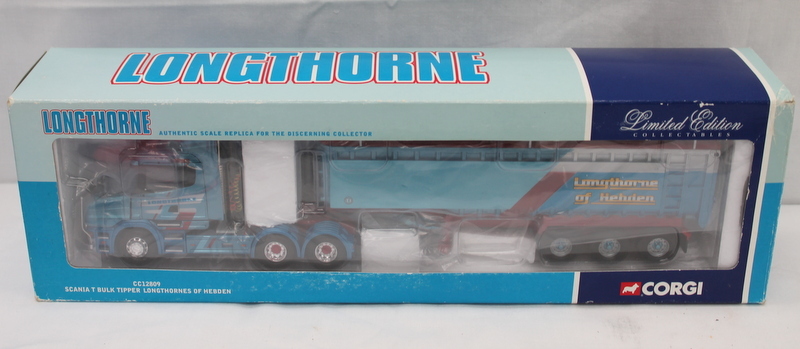 LONGTHORNE
LONGTHORNE
AUTHENTIC SCALE REPLICA FOR THE DISCERNING COLLECTOR
Limited Edition
COLLECTABLES
Longthorne
of Hebden
CC12809
SCANIA T BULK TIPPER LONGTHORNES OF HEBDEN
CORGI